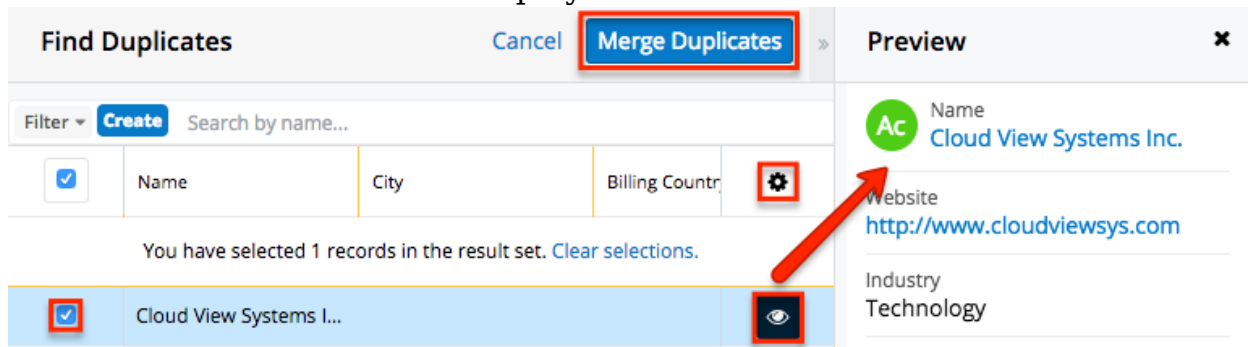 Find Duplicates
Cancel
Merge Duplicates
»
Preview
Filter
Create
Search by name...
Ac
Name
Cloud View Systems Inc.
Name
City
Billing Countr
Website
http://www.cloudviewsys.com
You have selected 1 records in the result set. Clear selections.
Industry
Technology
Cloud View Systems I...